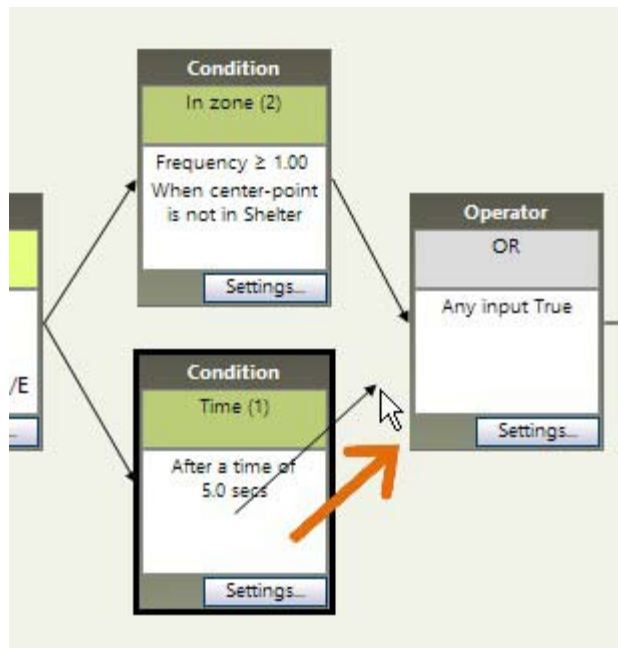 Condition
In zone (2)
Frequency ≥ 1.00
When center-point
is not in Shelter
Settings...
Operator
OR
Any input True
Settings...
/E
Condition
Time (1)
After a time of
5.0 secs
Settings...